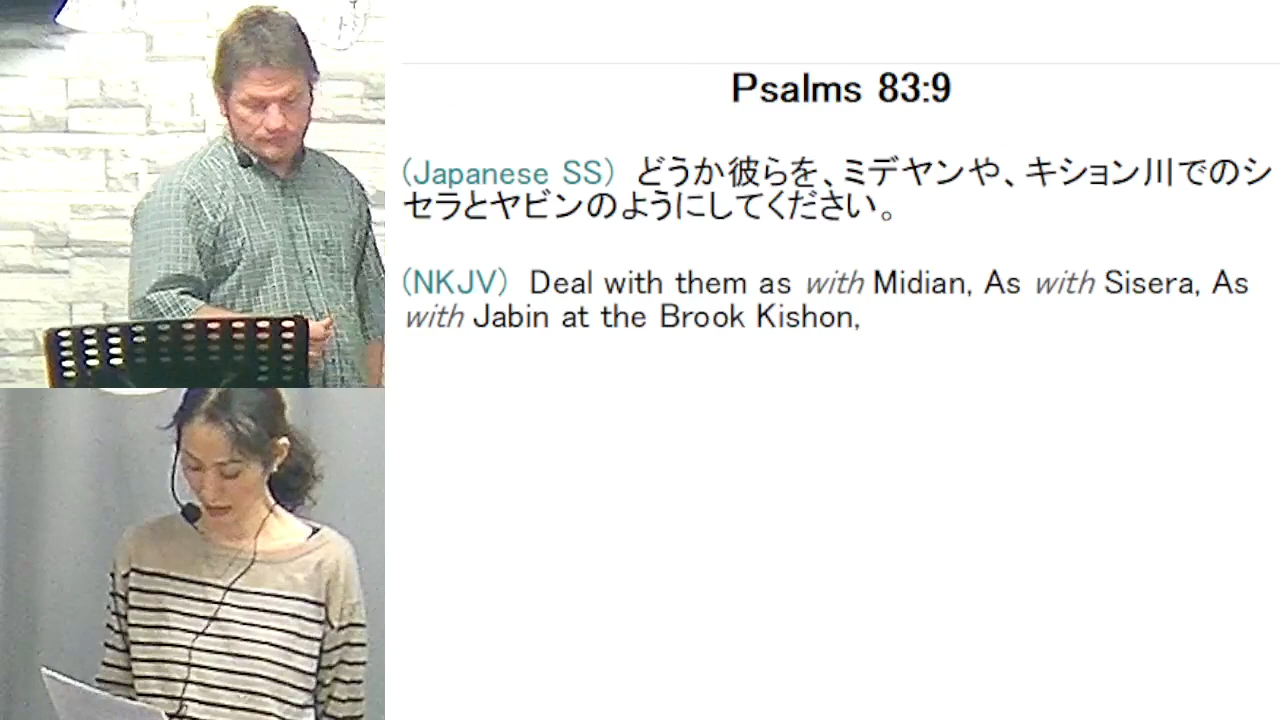 Psalms 83:9
(Japanese SS) どうか彼らを、ミデヤンや、キション川でのシ
セラとヤビンのようにしてください。
(NKJV) Deal with them as with Midian, As with Sisera, As
with Jabin at the Brook Kishon,